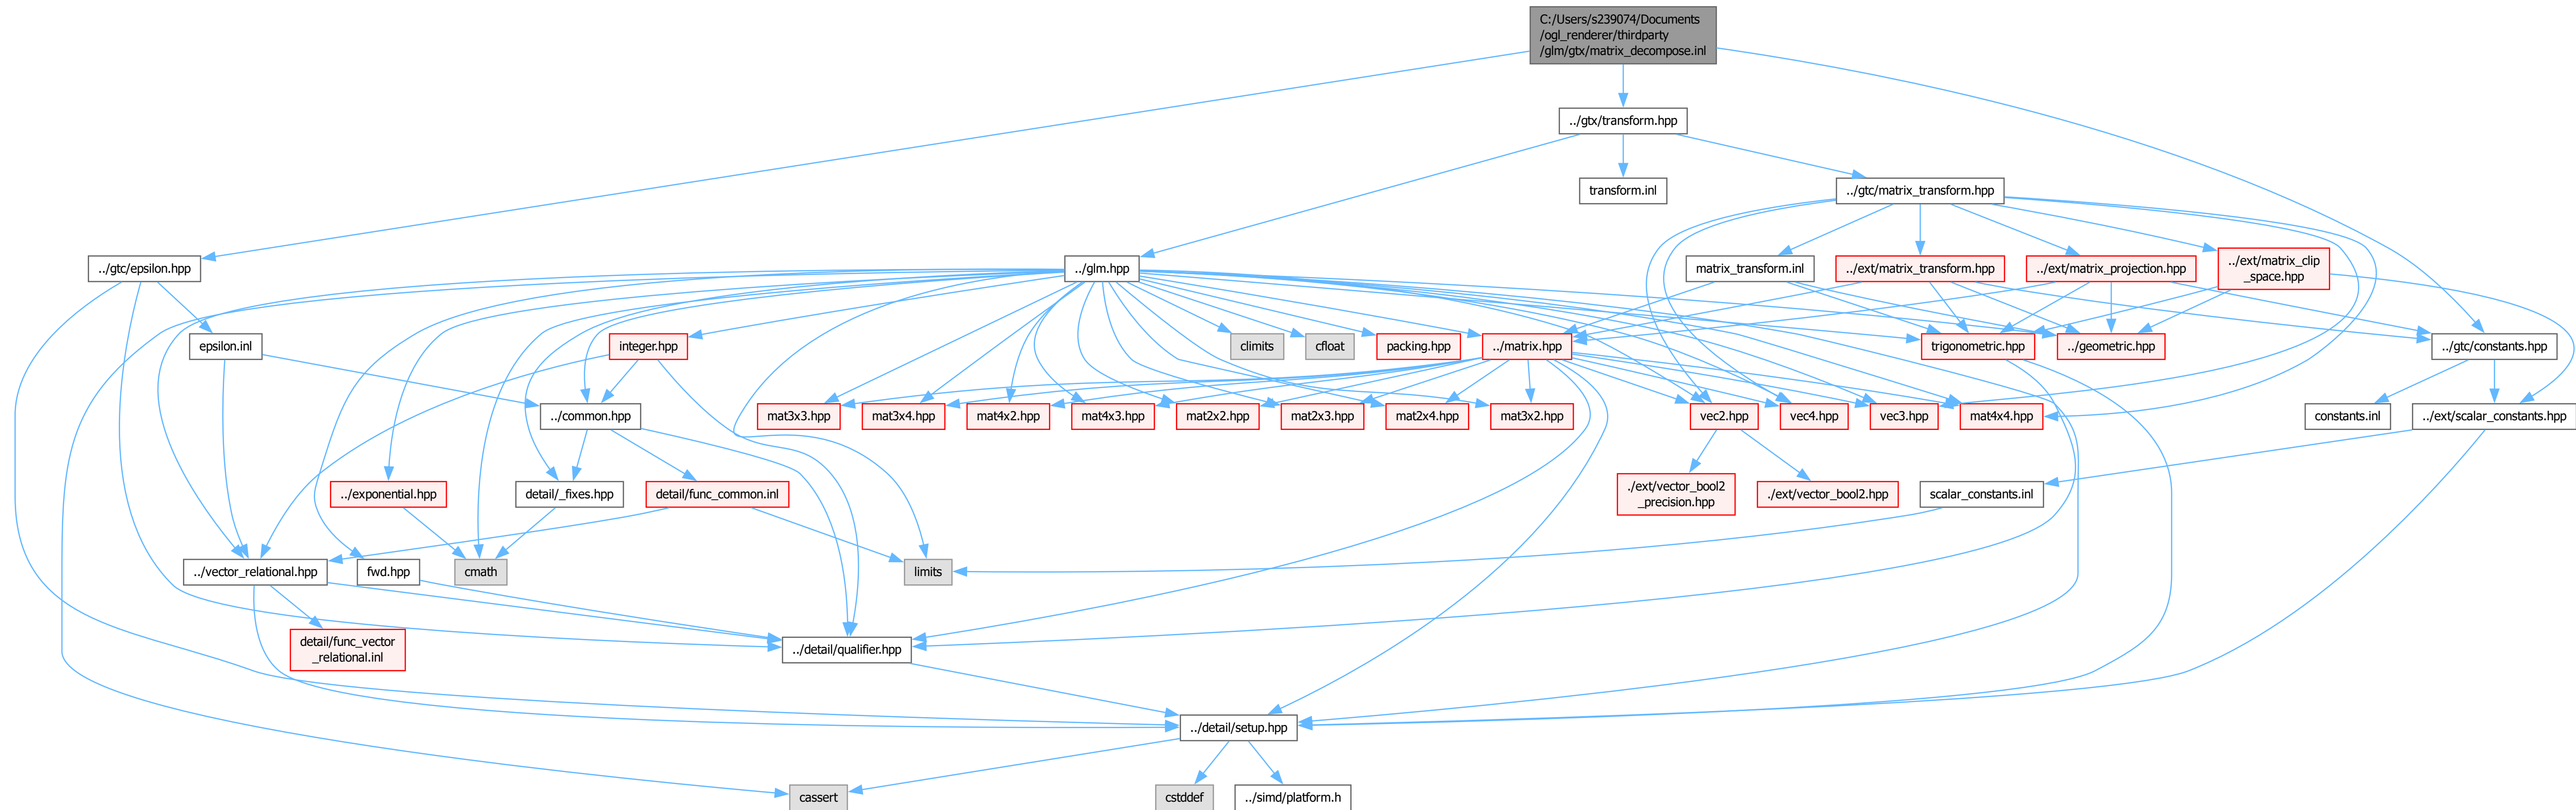 C:/Users/s239074/Documents
/ogl_renderer/thirdparty
/glm/gtx/matrix_decompose.inl
../gtx/transform.hpp
transform.inl
../gtc/matrix_transform.hpp
../gtc/epsilon.hpp
../glm.hpp
matrix_transform.inl
../ext/matrix_transform.hpp
../ext/matrix_projection.hpp
../ext/matrix_clip
_space.hpp
epsilon.inl
integer.hpp
climits
cfloat
packing.hpp
../matrix.hpp
trigonometric.hpp
../geometric.hpp
../gtc/constants.hpp
../common.hpp
mat3x3.hpp
mat3x4.hpp
mat4x2.hpp
mat4x3.hpp
mat2x2.hpp
mat2x3.hpp
mat2x4.hpp
mat3x2.hpp
vec2.hpp
vec4.hpp
vec3.hpp
mat4x4.hpp
constants.inl
../ext/scalar_constants.hpp
../exponential.hpp
detail/_fixes.hpp
detail/func_common.inl
./ext/vector_bool2
_precision.hpp
./ext/vector_bool2.hpp
scalar_constants.inl
../vector_relational.hpp
fwd.hpp
cmath
limits
detail/func_vector
_relational.inl
../detail/qualifier.hpp
../detail/setup.hpp
cassert
cstddef
../simd/platform.h